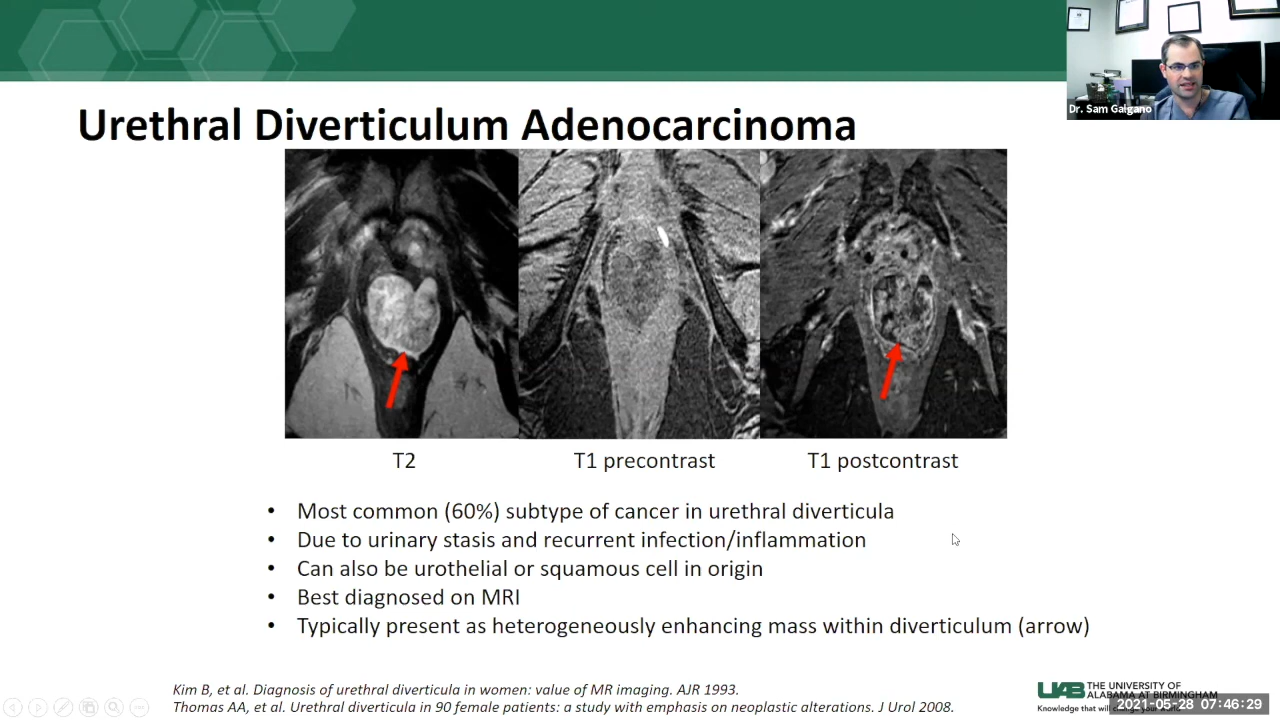 Dr. Sam Galgano
Urethral Diverticulum Adenocarcinoma
T2
T1 precontrast
T1 postcontrast
• Most common (60%) subtype of cancer in urethral diverticula
• Due to urinary stasis and recurrent infection/inflammation
• Can also be urothelial or squamous cell in origin
• Best diagnosed on MRI
• Typically present as heterogeneously enhancing mass within diverticulum (arrow)
Kim B, et al. Diagnosis of urethral diverticula in women: value of MR imaging. AJR 1993.
Thomas AA, et al. Urethral diverticula in 90 female patients: a study with emphasis on neoplastic alterations. J Urol 2008.
UAB THE UNIVERSITY OF
ALABAMA AT BIRMINGHAM
Knowledge that will
2021-05-28 07:46:29